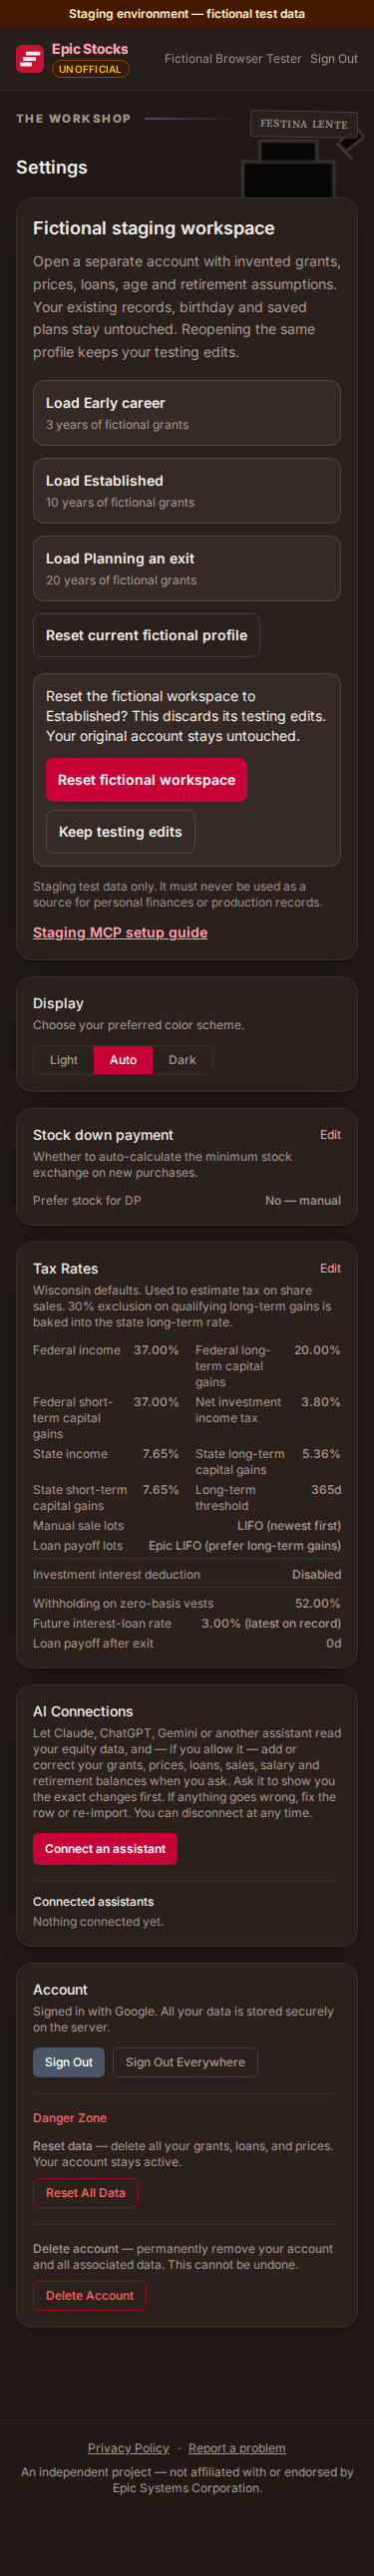 Staging environment — fictional test data
Epic Stocks
UNOFFICIAL
Fictional Browser Tester
Sign Out
THE WORKSHOP
FESTINA LENTE
Settings
Fictional staging workspace
Open a separate account with invented grants,
prices, loans, age and retirement assumptions.
Your existing records, birthday and saved
plans stay untouched. Reopening the same
profile keeps your testing edits.
Load Early career
3 years of fictional grants
Load Established
10 years of fictional grants
Load Planning an exit
20 years of fictional grants
Reset current fictional profile
Reset the fictional workspace to
Established? This discards its testing edits.
Your original account stays untouched.
Reset fictional workspace
Keep testing edits
Staging test data only. It must never be used as a
source for personal finances or production records.
Staging MCP setup guide
Display
Choose your preferred color scheme.
Light Auto Dark
Stock down payment Edit
Whether to auto-calculate the minimum stock
exchange on new purchases.
Prefer stock for DP No — manual
Tax Rates Edit
Wisconsin defaults. Used to estimate tax on share
sales. 30% exclusion on qualifying long-term gains is
baked into the state long-term rate.
Federal income 37.00%
Federal long-
term capital
gains
20.00%
Federal short-
term capital
gains
37.00%
Net investment
income tax
3.80%
State income 7.65%
State long-term
capital gains
5.36%
State short-term
capital gains
7.65%
Long-term
threshold
365d
Manual sale lots LIFO (newest first)
Loan payoff lots Epic LIFO (prefer long-term gains)
Investment interest deduction Disabled
Withholding on zero-basis vests 52.00%
Future interest-loan rate 3.00% (latest on record)
Loan payoff after exit 0d
AI Connections
Let Claude, ChatGPT, Gemini or another assistant read
your equity data, and — if you allow it — add or
correct your grants, prices, loans, sales, salary and
retirement balances when you ask. Ask it to show you
the exact changes first. If anything goes wrong, fix the
row or re-import. You can disconnect at any time.
Connect an assistant
Connected assistants
Nothing connected yet.
Account
Signed in with Google. All your data is stored securely
on the server.
Sign Out Sign Out Everywhere
Danger Zone
Reset data — delete all your grants, loans, and prices.
Your account stays active.
Reset All Data
Delete account — permanently remove your account
and all associated data. This cannot be undone.
Delete Account
Privacy Policy · Report a problem
An independent project — not affiliated with or endorsed by
Epic Systems Corporation.